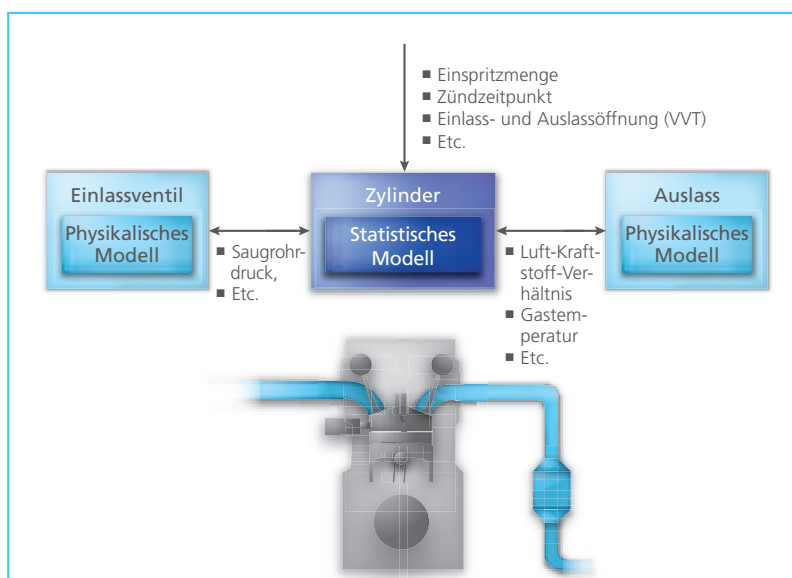 ■ Einspritzmenge
■ Zündzeitpunkt
■ Einlass- und Auslassöffnung (VVT)
■ Etc.
Einlassventil
Physikalisches
Modell
■ Saugrohr-
druck,
■ Etc.
Zylinder
Statistisches
Modell
■ Luft-Kraft-
stoff-Ver-
hältnis
■ Gastem-
peratur
■ Etc.
Auslass
Physikalisches
Modell